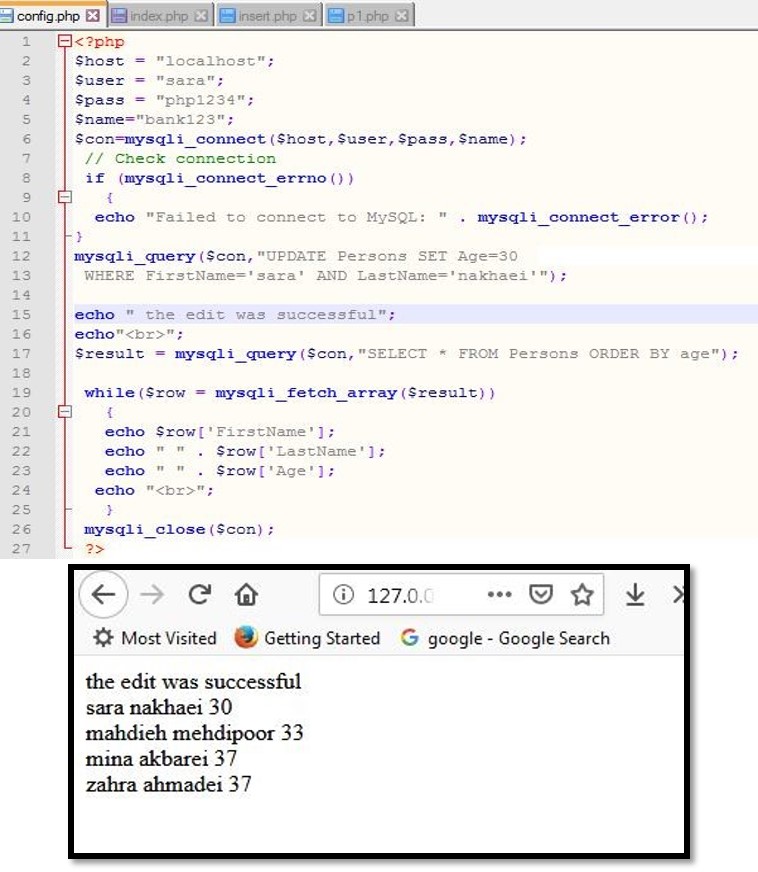 config.php index.php insert.php p1.php
1 <?php
2 $host = "localhost";
3 $user = "sara";
4 $pass = "php1234";
5 $name="bank123";
6 $con=mysqli_connect($host,$user,$pass,$name);
7 // Check connection
8 if (mysqli_connect_errno())
9 {
10 echo "Failed to connect to MySQL: " . mysqli_connect_error();
11 }
12 mysqli_query($con,"UPDATE Persons SET Age=30
13 WHERE FirstName='sara' AND LastName='nakhaei'");
14
15 echo " the edit was successful";
16 echo"<br>";
17 $result = mysqli_query($con,"SELECT * FROM Persons ORDER BY age");
18
19 while($row = mysqli_fetch_array($result))
20 {
21 echo $row['FirstName'];
22 echo " " . $row['LastName'];
23 echo " " . $row['Age'];
24 echo "<br>";
25 }
26 mysqli_close($con);
27 ?>
127.0.0
Most Visited Getting Started google - Google Search
the edit was successful
sara nakhaei 30
mahdieh mehdipoor 33
mina akbarei 37
zahra ahmadei 37